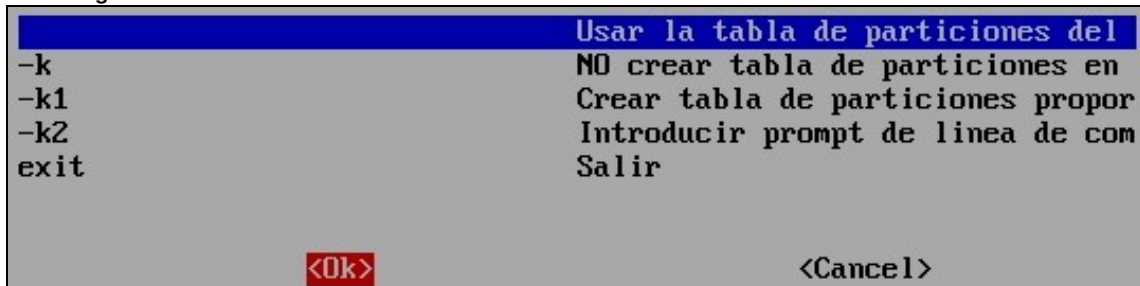 Usar la tabla de particiones del
-k NO crear tabla de particiones en
-k1 Crear tabla de particiones propor
-k2 Introducir prompt de linea de com
exit Salir
<Ok> <Cancel>